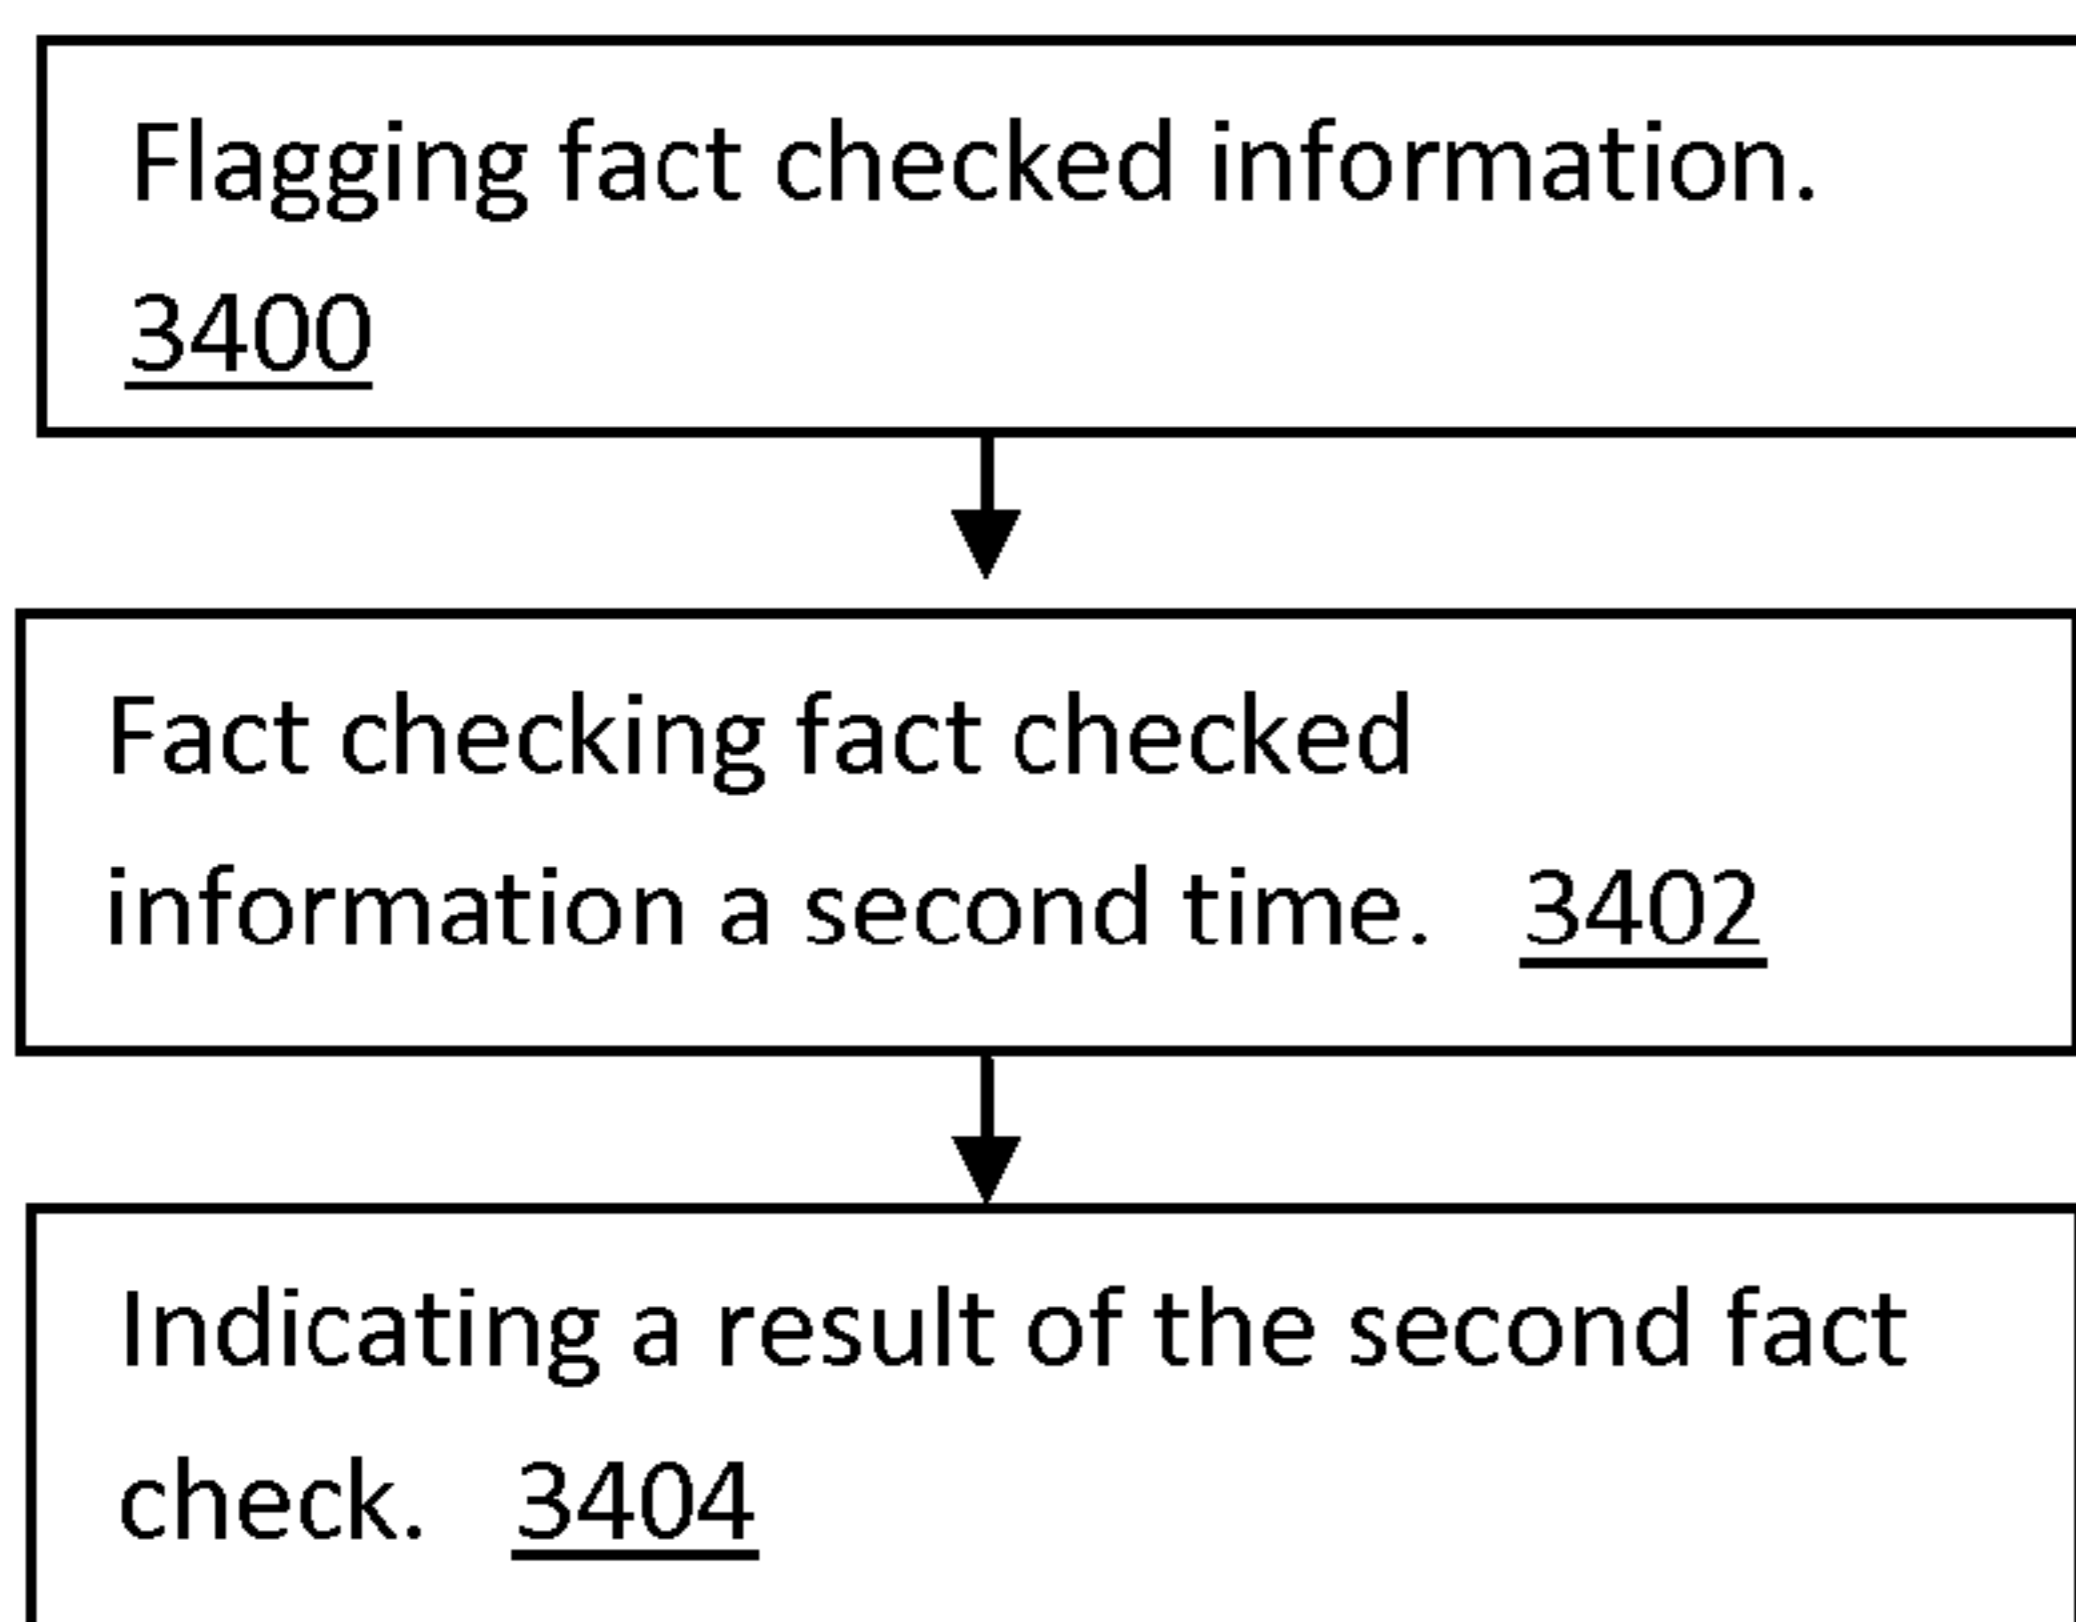 Flagging fact checked information.
3400
Fact checking fact checked
information a second time. 3402
Indicating a result of the second fact
check. 3404